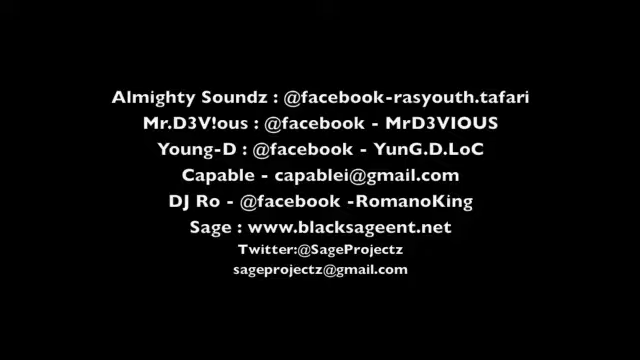 Almighty Soundz : @facebook-rasyouth.tafari
Mr.D3V!ous : @facebook - MrD3VIOUS
Young-D : @facebook - YunG.D.LoC
Capable - capablei@gmail.com
DJ Ro - @facebook -RomanoKing
Sage : www.blacksageent.net
Twitter:@SageProjectz
sageprojectz@gmail.com